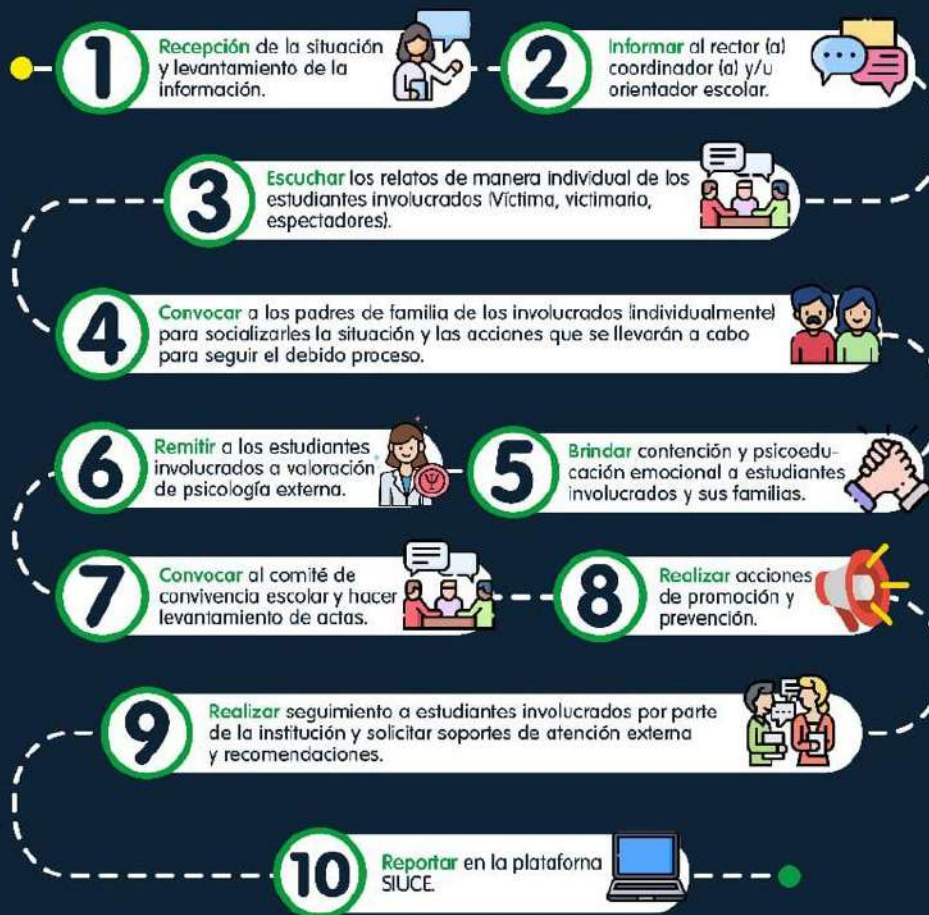 1
Recepción de la situación
y levantamiento de la
información.
2
Informar al rector (a)
coordinador (a) y/u
orientador escolar.
3
Escuchar los relatos de manera individual de los
estudiantes involucrados (Víctima, victimario,
espectadores).
4
Convocar a los padres de familia de los involucrados (individualmente)
para socializarles la situación y las acciones que se llevarán a cabo
para seguir el debido proceso.
5
Brindar contención y psicoedu-
cación emocional a estudiantes
involucrados y sus familias.
6
Remitir a los estudiantes
involucrados a valoración
de psicología externa.
7
Convocar al comité de
convivencia escolar y hacer
levantamiento de actas.
8
Realizar acciones
de promoción y
prevención.
9
Realizar seguimiento a estudiantes involucrados por parte
de la institución y solicitar soportes de atención externa
y recomendaciones.
10
Reportar en la plataforna
SIUCE.